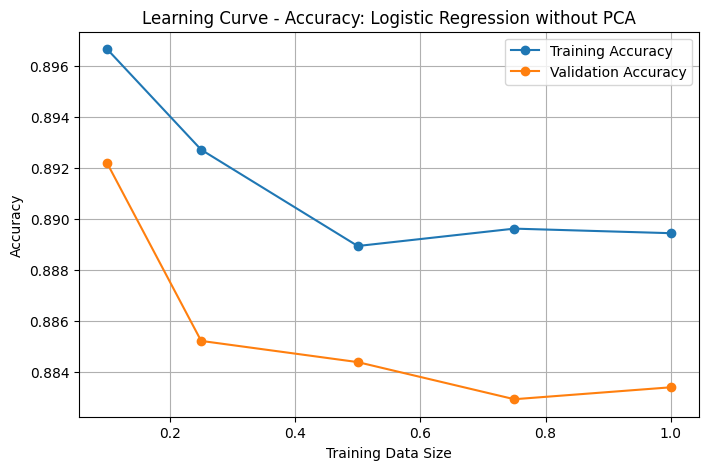 Learning Curve - Accuracy: Logistic Regression without PCA
Training Accuracy
Validation Accuracy
Accuracy
0.896
0.894
0.892
0.890
0.888
0.886
0.884
0.2
0.4
0.6
0.8
1.0
Training Data Size